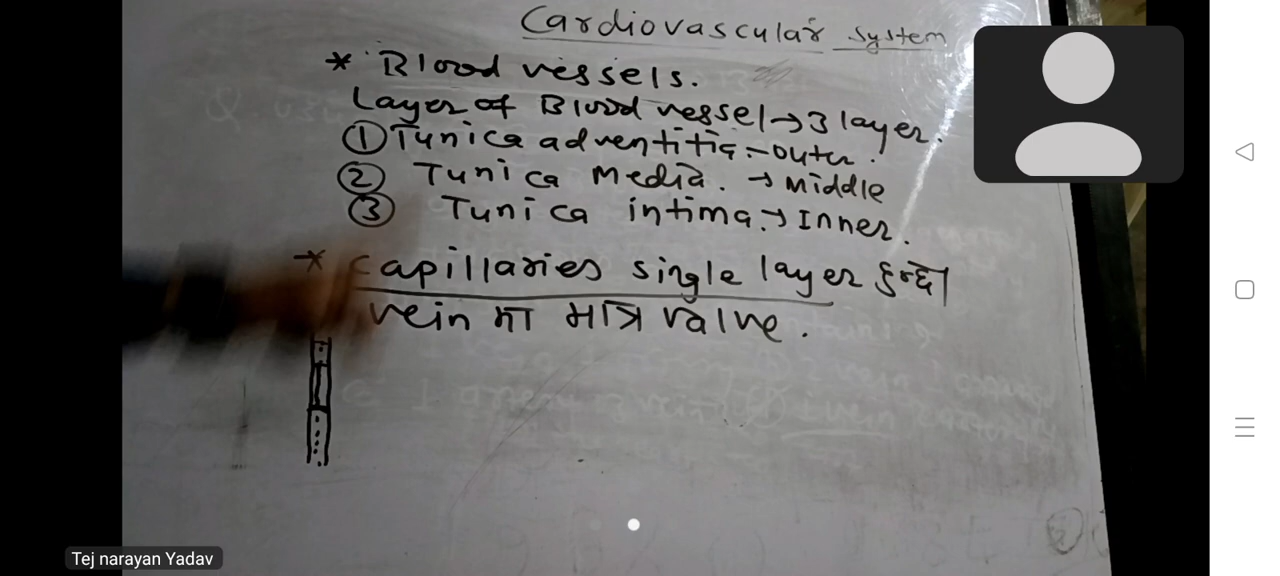 Cardiovascular system
* Blood vessels.
Layer of Blood vessel → 3 layer.
① Tunica adventitia :- outer.
② Tunica Media. → Middle
③ Tunica intima. → Inner.
* Capillaries single layer हुन्छ।
vein मा मात्र valve.
Tej narayan Yadav